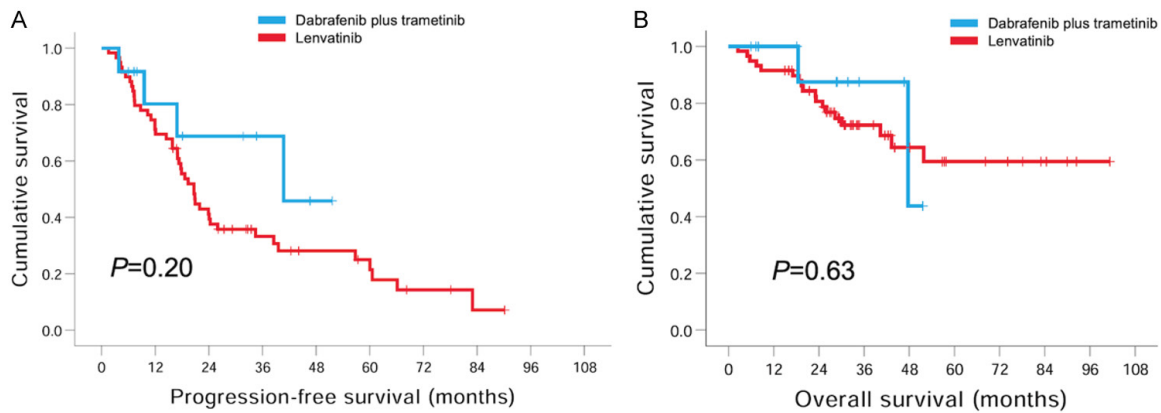 A
Dabrafenib plus trametinib
Lenvatinib
Cumulative survival
1.0
0.8
0.6
0.4
0.2
0.0
P=0.20
0 12 24 36 48 60 72 84 96 108
Progression-free survival (months)
B
Dabrafenib plus trametinib
Lenvatinib
Cumulative survival
1.0
0.8
0.6
0.4
0.2
0.0
P=0.63
0 12 24 36 48 60 72 84 96 108
Overall survival (months)